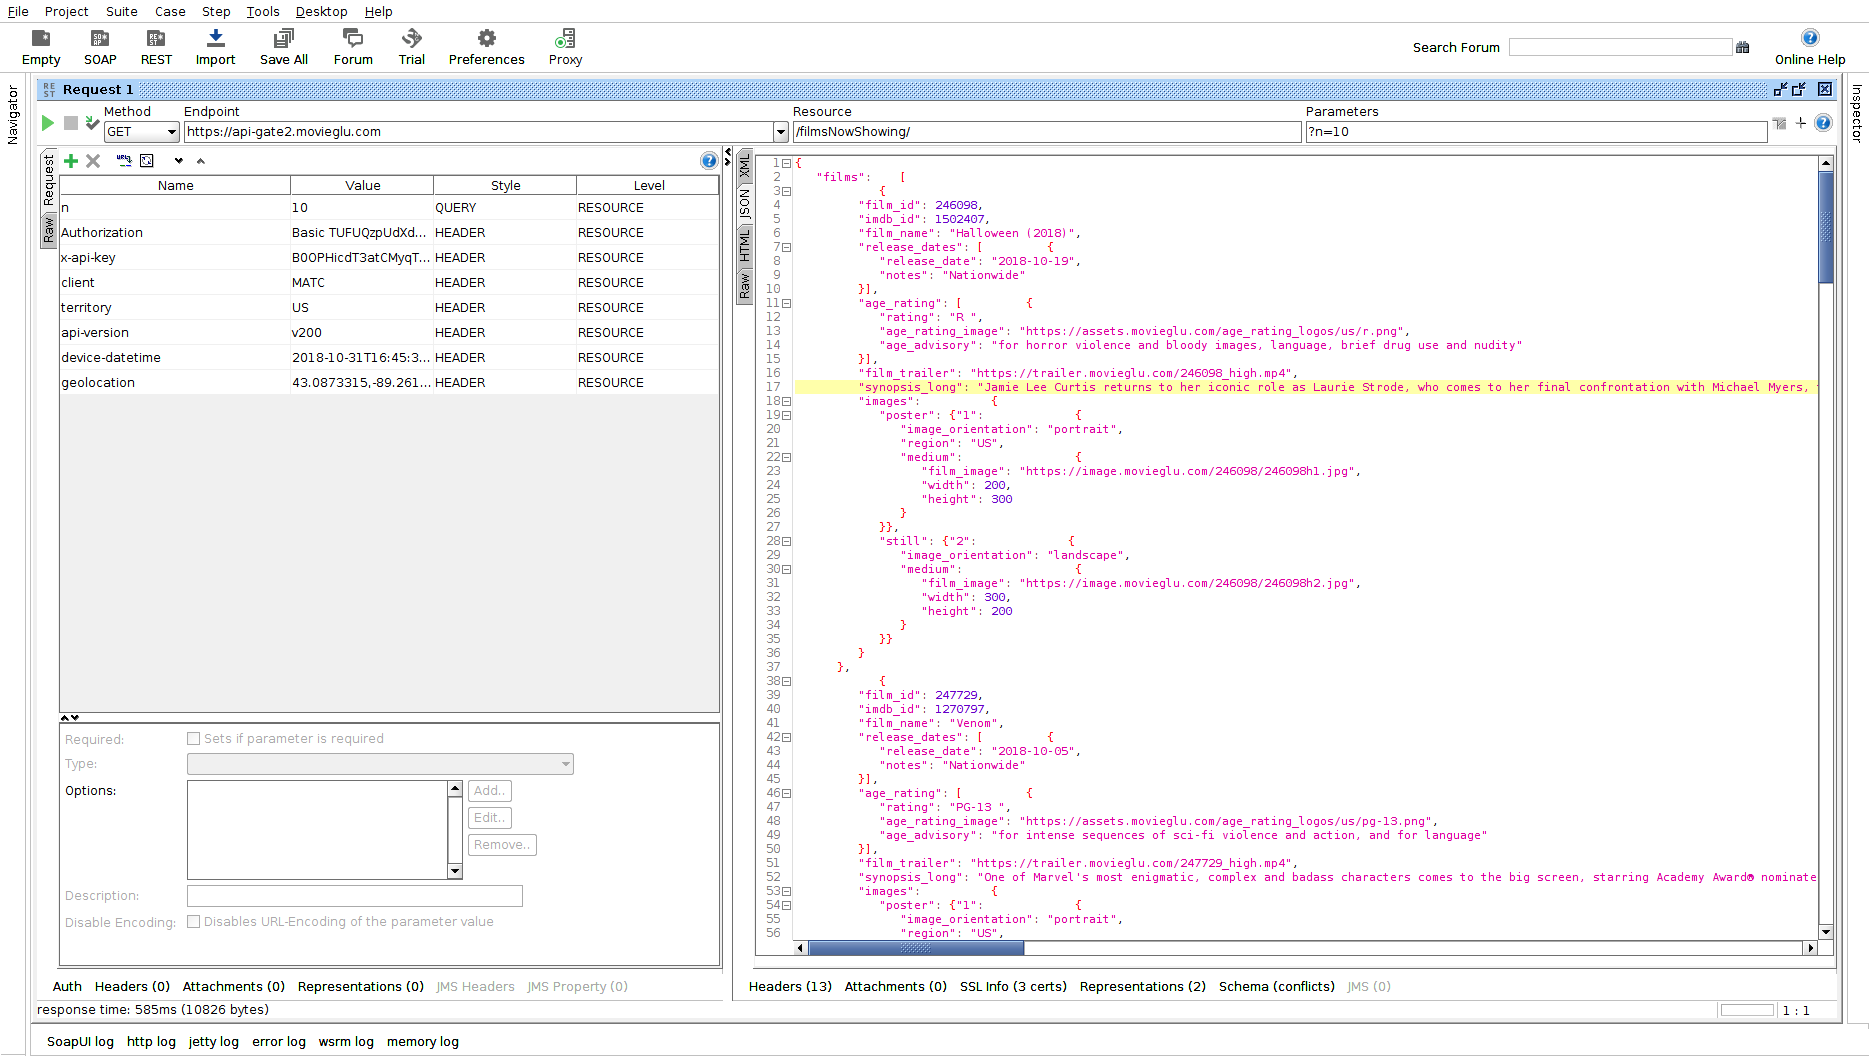 File Project Suite Case Step Tools Desktop Help
Empty SOAP REST Import Save All Forum Trial Preferences Proxy
Search Forum
Online Help
Navigator
Inspector
Request 1
Method Endpoint Resource Parameters
GET https://api-gate2.movieglu.com /filmsNowShowing/ ?n=10
Request
Raw
Name Value Style Level
n 10 QUERY RESOURCE
Authorization Basic TUFUQzpUdXd... HEADER RESOURCE
x-api-key B0OPHicdT3atCMyqT... HEADER RESOURCE
client MATC HEADER RESOURCE
territory US HEADER RESOURCE
api-version v200 HEADER RESOURCE
device-datetime 2018-10-31T16:45:3... HEADER RESOURCE
geolocation 43.0873315,-89.261... HEADER RESOURCE
Required: Sets if parameter is required
Type:
Options:
Add..
Edit..
Remove..
Description:
Disable Encoding: Disables URL-Encoding of the parameter value
Auth Headers (0) Attachments (0) Representations (0) JMS Headers JMS Property (0)
XML
JSON
HTML
Raw
1 {
2 "films": [
3 {
4 "film_id": 246098,
5 "imdb_id": 1502407,
6 "film_name": "Halloween (2018)",
7 "release_dates": [ {
8 "release_date": "2018-10-19",
9 "notes": "Nationwide"
10 }],
11 "age_rating": [ {
12 "rating": "R ",
13 "age_rating_image": "https://assets.movieglu.com/age_rating_logos/us/r.png",
14 "age_advisory": "for horror violence and bloody images, language, brief drug use and nudity"
15 }],
16 "film_trailer": "https://trailer.movieglu.com/246098_high.mp4",
17 "synopsis_long": "Jamie Lee Curtis returns to her iconic role as Laurie Strode, who comes to her final confrontation with Michael Myers,
18 "images": {
19 "poster": {"1": {
20 "image_orientation": "portrait",
21 "region": "US",
22 "medium": {
23 "film_image": "https://image.movieglu.com/246098/246098h1.jpg",
24 "width": 200,
25 "height": 300
26 }
27 }},
28 "still": {"2": {
29 "image_orientation": "landscape",
30 "medium": {
31 "film_image": "https://image.movieglu.com/246098/246098h2.jpg",
32 "width": 300,
33 "height": 200
34 }
35 }}
36 }
37 },
38 {
39 "film_id": 247729,
40 "imdb_id": 1270797,
41 "film_name": "Venom",
42 "release_dates": [ {
43 "release_date": "2018-10-05",
44 "notes": "Nationwide"
45 }],
46 "age_rating": [ {
47 "rating": "PG-13 ",
48 "age_rating_image": "https://assets.movieglu.com/age_rating_logos/us/pg-13.png",
49 "age_advisory": "for intense sequences of sci-fi violence and action, and for language"
50 }],
51 "film_trailer": "https://trailer.movieglu.com/247729_high.mp4",
52 "synopsis_long": "One of Marvel's most enigmatic, complex and badass characters comes to the big screen, starring Academy Award® nominate
53 "images": {
54 "poster": {"1": {
55 "image_orientation": "portrait",
56 "region": "US",
Headers (13) Attachments (0) SSL Info (3 certs) Representations (2) Schema (conflicts) JMS (0)
response time: 585ms (10826 bytes)
1 : 1
SoapUI log http log jetty log error log wsrm log memory log